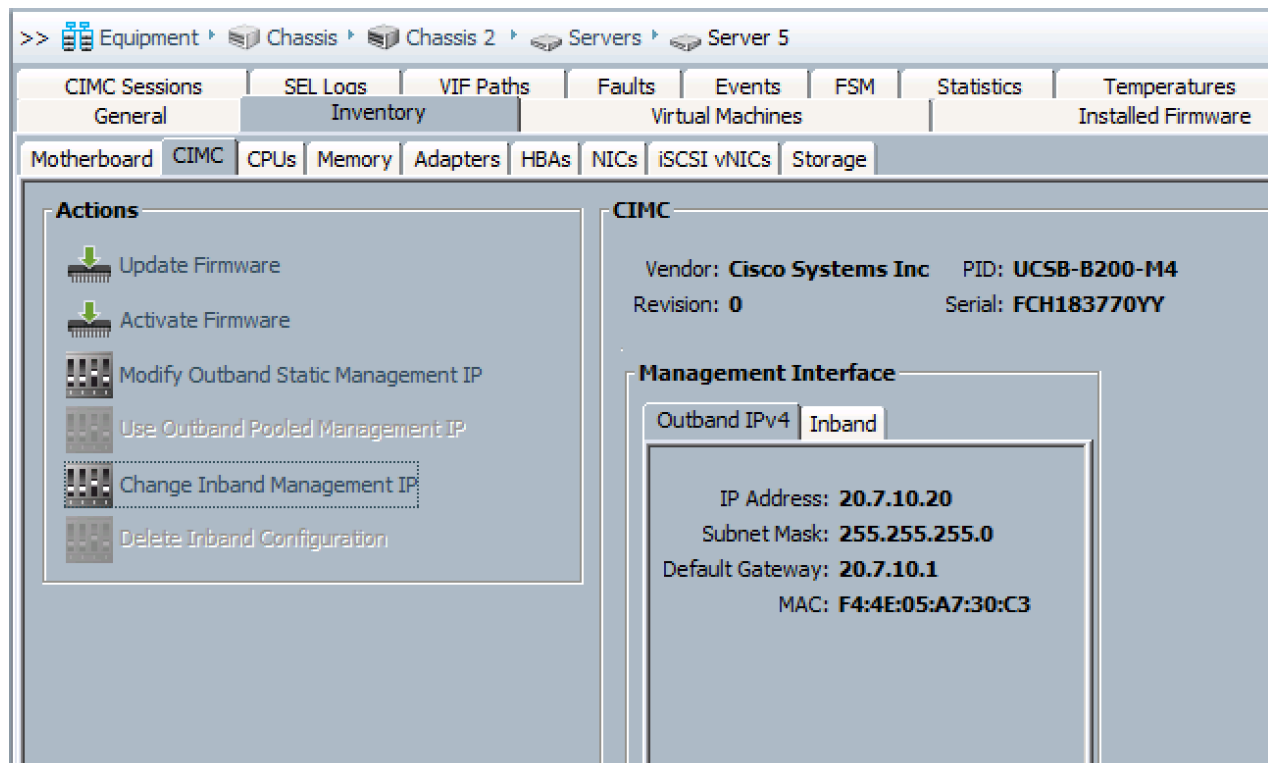 >> Equipment Chassis Chassis 2 Servers Server 5
CIMC Sessions SEL Logs VIF Paths Faults Events FSM Statistics Temperatures
General Inventory Virtual Machines Installed Firmware
Motherboard CIMC CPUs Memory Adapters HBAs NICs iSCSI vNICs Storage
Actions
Update Firmware
Activate Firmware
Modify Outband Static Management IP
Use Outband Pooled Management IP
Change Inband Management IP
Delete Inband Configuration
CIMC
Vendor: Cisco Systems Inc PID: UCSB-B200-M4
Revision: 0 Serial: FCH183770YY
Management Interface
Outband IPv4 Inband
IP Address: 20.7.10.20
Subnet Mask: 255.255.255.0
Default Gateway: 20.7.10.1
MAC: F4:4E:05:A7:30:C3